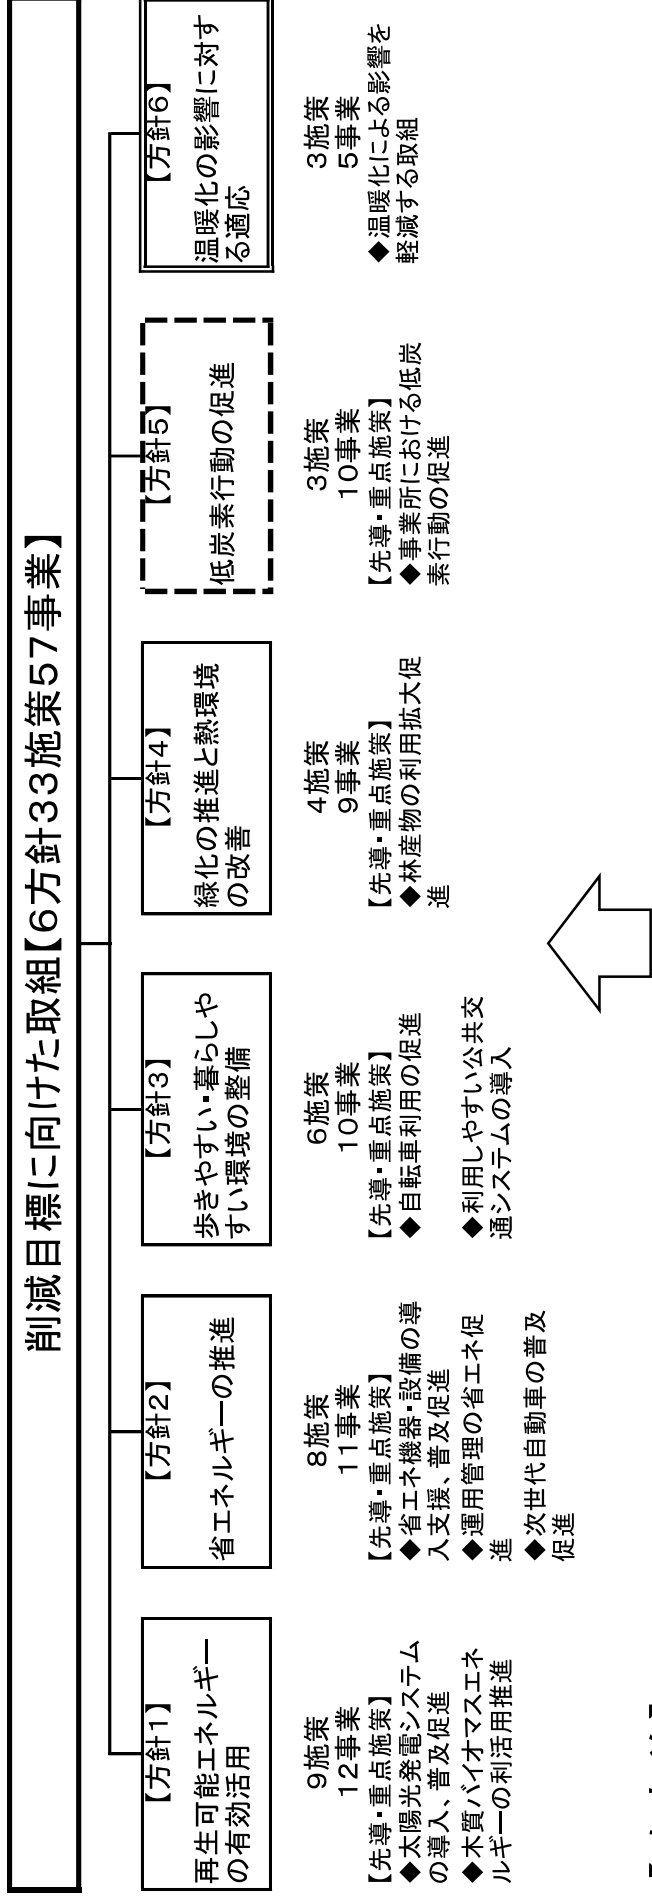 削減目標に向けた取組【6方針33施策57事業】
【方針1】
再生可能エネルギー
の有効活用
9施策
12事業
【先導・重点施策】
◆太陽光発電システム
の導入、普及促進
◆木質バイオマスエネ
ルギーの利活用推進
【方針2】
省エネルギーの推進
8施策
11事業
【先導・重点施策】
◆省エネ機器・設備の導
入支援、普及促進
◆運用管理の省エネ促
進
◆次世代自動車の普及
促進
【方針3】
歩きやすい・暮らしや
すい環境の整備
6施策
10事業
【先導・重点施策】
◆自転車利用の促進
◆利用しやすい公共交
通システムの導入
【方針4】
緑化の推進と熱環境
の改善
4施策
9事業
【先導・重点施策】
◆林産物の利用拡大促
進
【方針5】
低炭素行動の促進
3施策
10事業
【先導・重点施策】
◆事業所における低炭
素行動の促進
【方針6】
温暖化の影響に対す
る適応
3施策
5事業
◆温暖化による影響を
軽減する取組